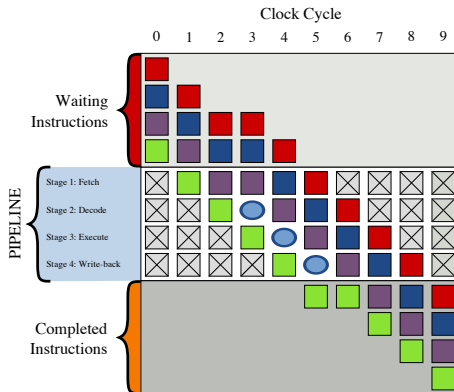 Clock Cycle
0 1 2 3 4 5 6 7 8 9
Waiting
Instructions
PIPELINE
Stage 1: Fetch
Stage 2: Decode
Stage 3: Execute
Stage 4: Write-back
Completed
Instructions